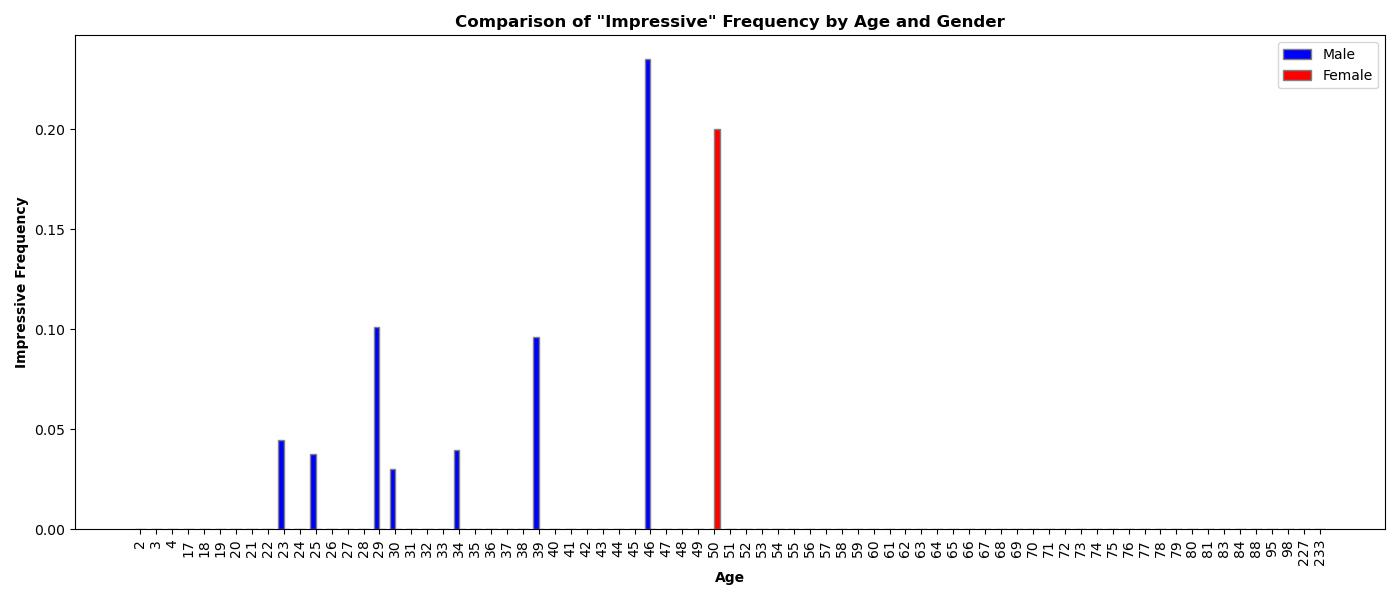 Comparison of "Impressive" Frequency by Age and Gender
Male
Female
Impressive Frequency
0.20
0.15
0.10
0.05
0.00
2 3 4 17 18 19 20 21 22 23 24 25 26 27 28 29 30 31 32 33 34 35 36 37 38 39 40 41 42 43 44 45 46 47 48 49 50 51 52 53 54 55 56 57 58 59 60 61 62 63 64 65 66 67 68 69 70 71 72 73 74 75 76 77 78 79 80 81 83 84 88 95 98 227 233
Age